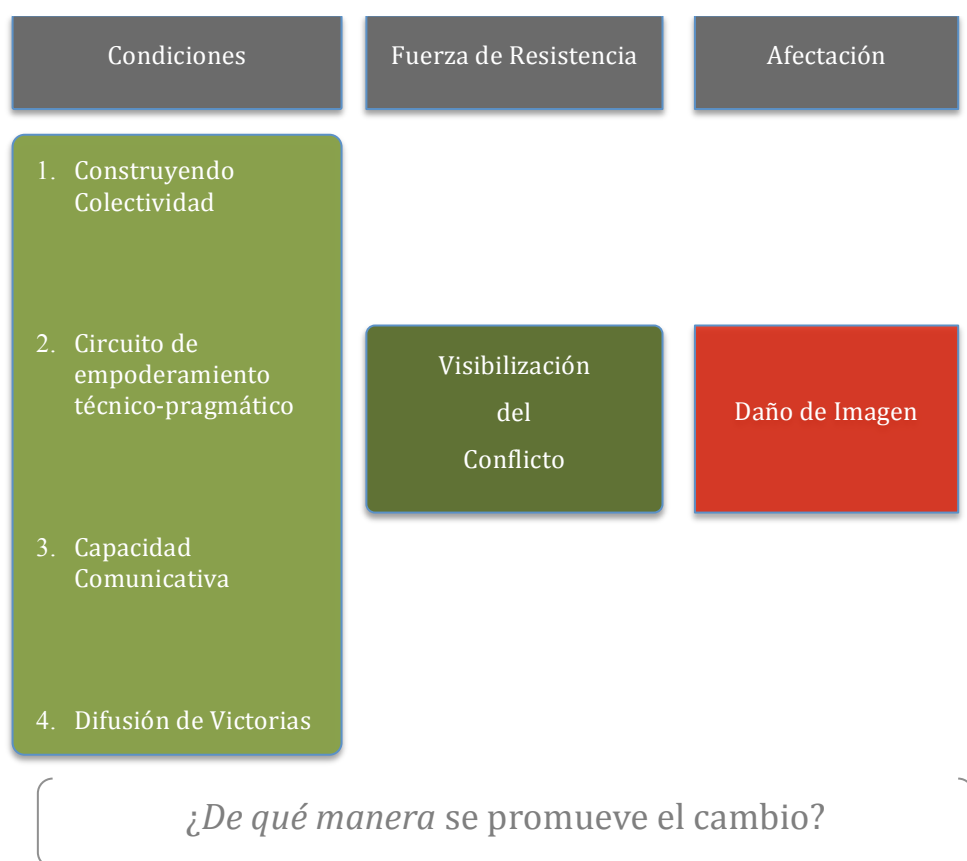 Condiciones
Fuerza de Resistencia
Afectación
1. Construyendo
Colectividad
2. Circuito de
empoderamiento
técnico-pragmático
3. Capacidad
Comunicativa
4. Difusión de Victorias
Visibilización
del
Conflicto
Daño de Imagen
¿De qué manera se promueve el cambio?